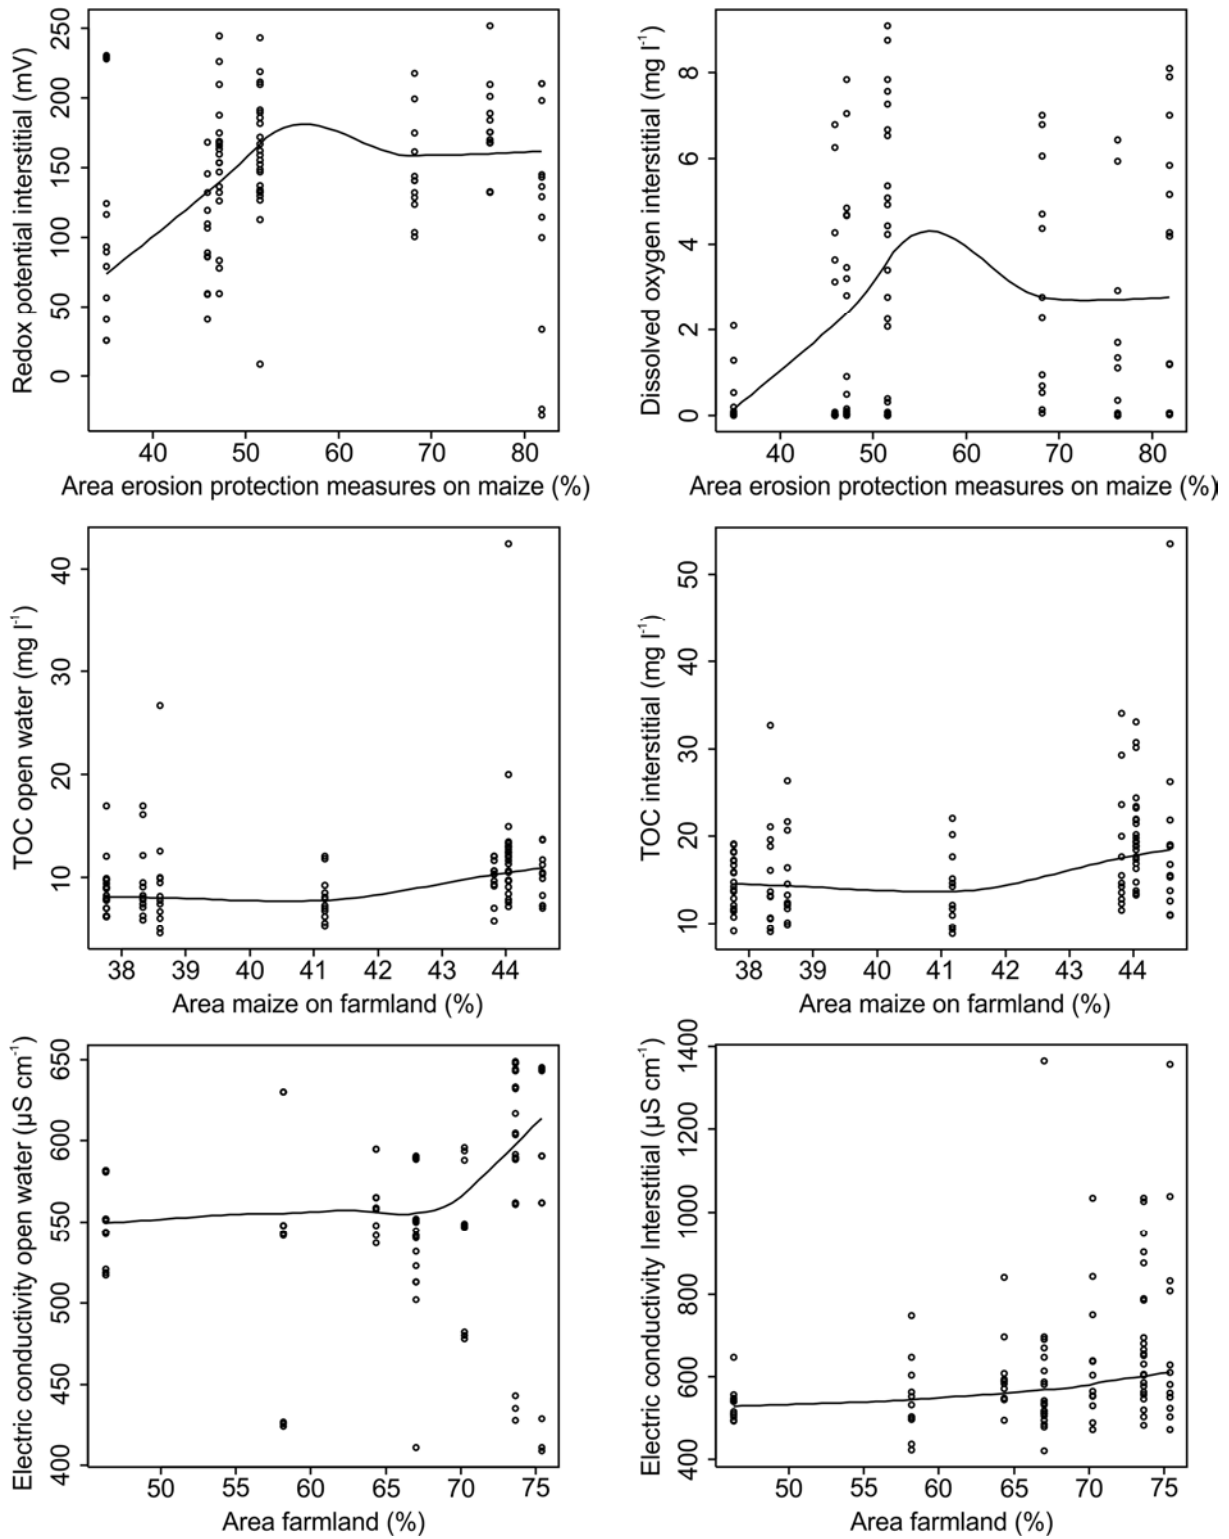 Redox potential interstitial (mV)
250
200
150
100
50
0
40 50 60 70 80
Area erosion protection measures on maize (%)
Dissolved oxygen interstitial (mg l⁻¹)
8
6
4
2
0
40 50 60 70 80
Area erosion protection measures on maize (%)
TOC open water (mg l⁻¹)
40
30
20
10
38 39 40 41 42 43 44
Area maize on farmland (%)
TOC interstitial (mg l⁻¹)
50
40
30
20
10
38 39 40 41 42 43 44
Area maize on farmland (%)
Electric conductivity open water (µS cm⁻¹)
650
600
550
500
450
400
50 55 60 65 70 75
Area farmland (%)
Electric conductivity Interstitial (µS cm⁻¹)
1400
1200
1000
800
600
400
50 55 60 65 70 75
Area farmland (%)